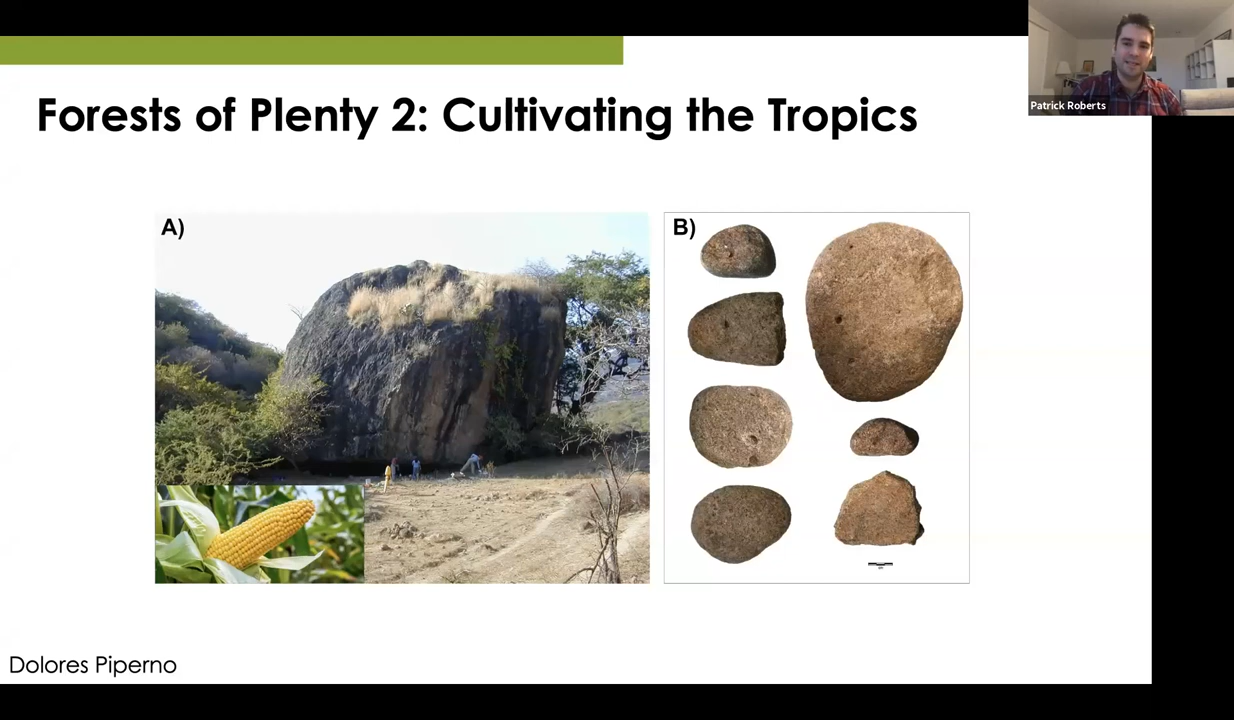 Patrick Roberts
Forests of Plenty 2: Cultivating the Tropics
A)
B)
Dolores Piperno